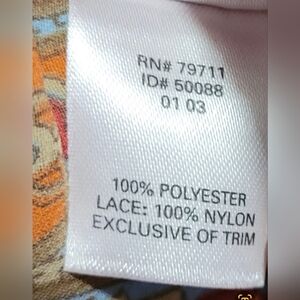 RN# 79711
ID# 50088
01 03
100% POLYESTER
LACE: 100% NYLON
EXCLUSIVE OF TRIM